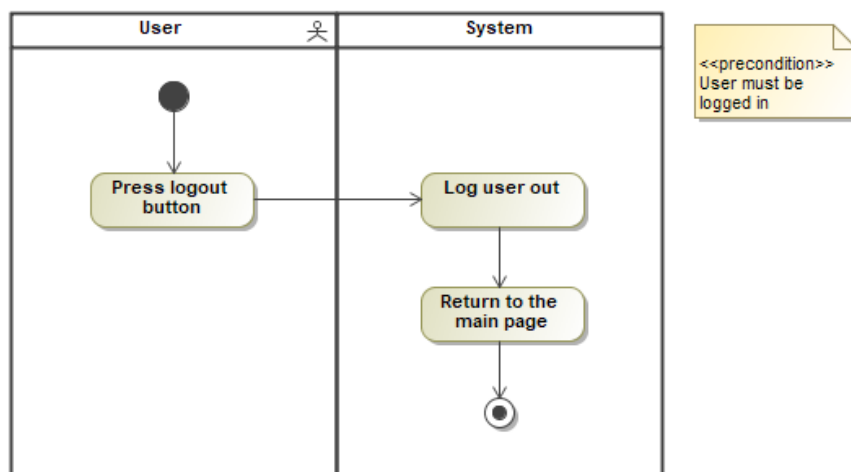 User
System
<<precondition>>
User must be
logged in
Press logout
button
Log user out
Return to the
main page